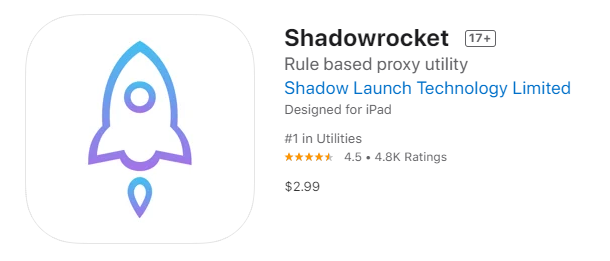 Shadowrocket 17+
Rule based proxy utility
Shadow Launch Technology Limited
Designed for iPad
#1 in Utilities
4.5 • 4.8K Ratings
$2.99